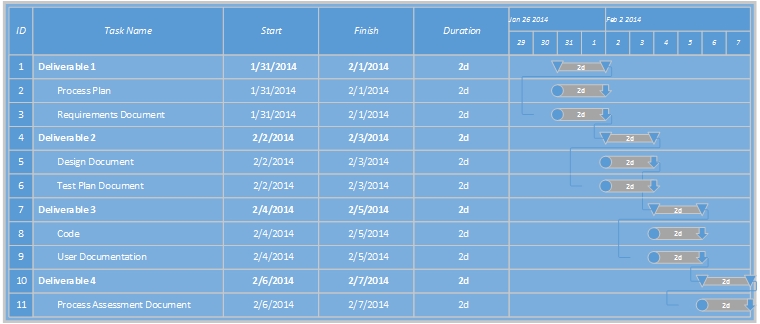 ID Task Name Start Finish Duration Jan 26 2014 Feb 2 2014
29 30 31 1 2 3 4 5 6 7
1 Deliverable 1 1/31/2014 2/1/2014 2d 2d
2 Process Plan 1/31/2014 2/1/2014 2d 2d
3 Requirements Document 1/31/2014 2/1/2014 2d 2d
4 Deliverable 2 2/2/2014 2/3/2014 2d 2d
5 Design Document 2/2/2014 2/3/2014 2d 2d
6 Test Plan Document 2/2/2014 2/3/2014 2d 2d
7 Deliverable 3 2/4/2014 2/5/2014 2d 2d
8 Code 2/4/2014 2/5/2014 2d 2d
9 User Documentation 2/4/2014 2/5/2014 2d 2d
10 Deliverable 4 2/6/2014 2/7/2014 2d 2d
11 Process Assessment Document 2/6/2014 2/7/2014 2d 2d